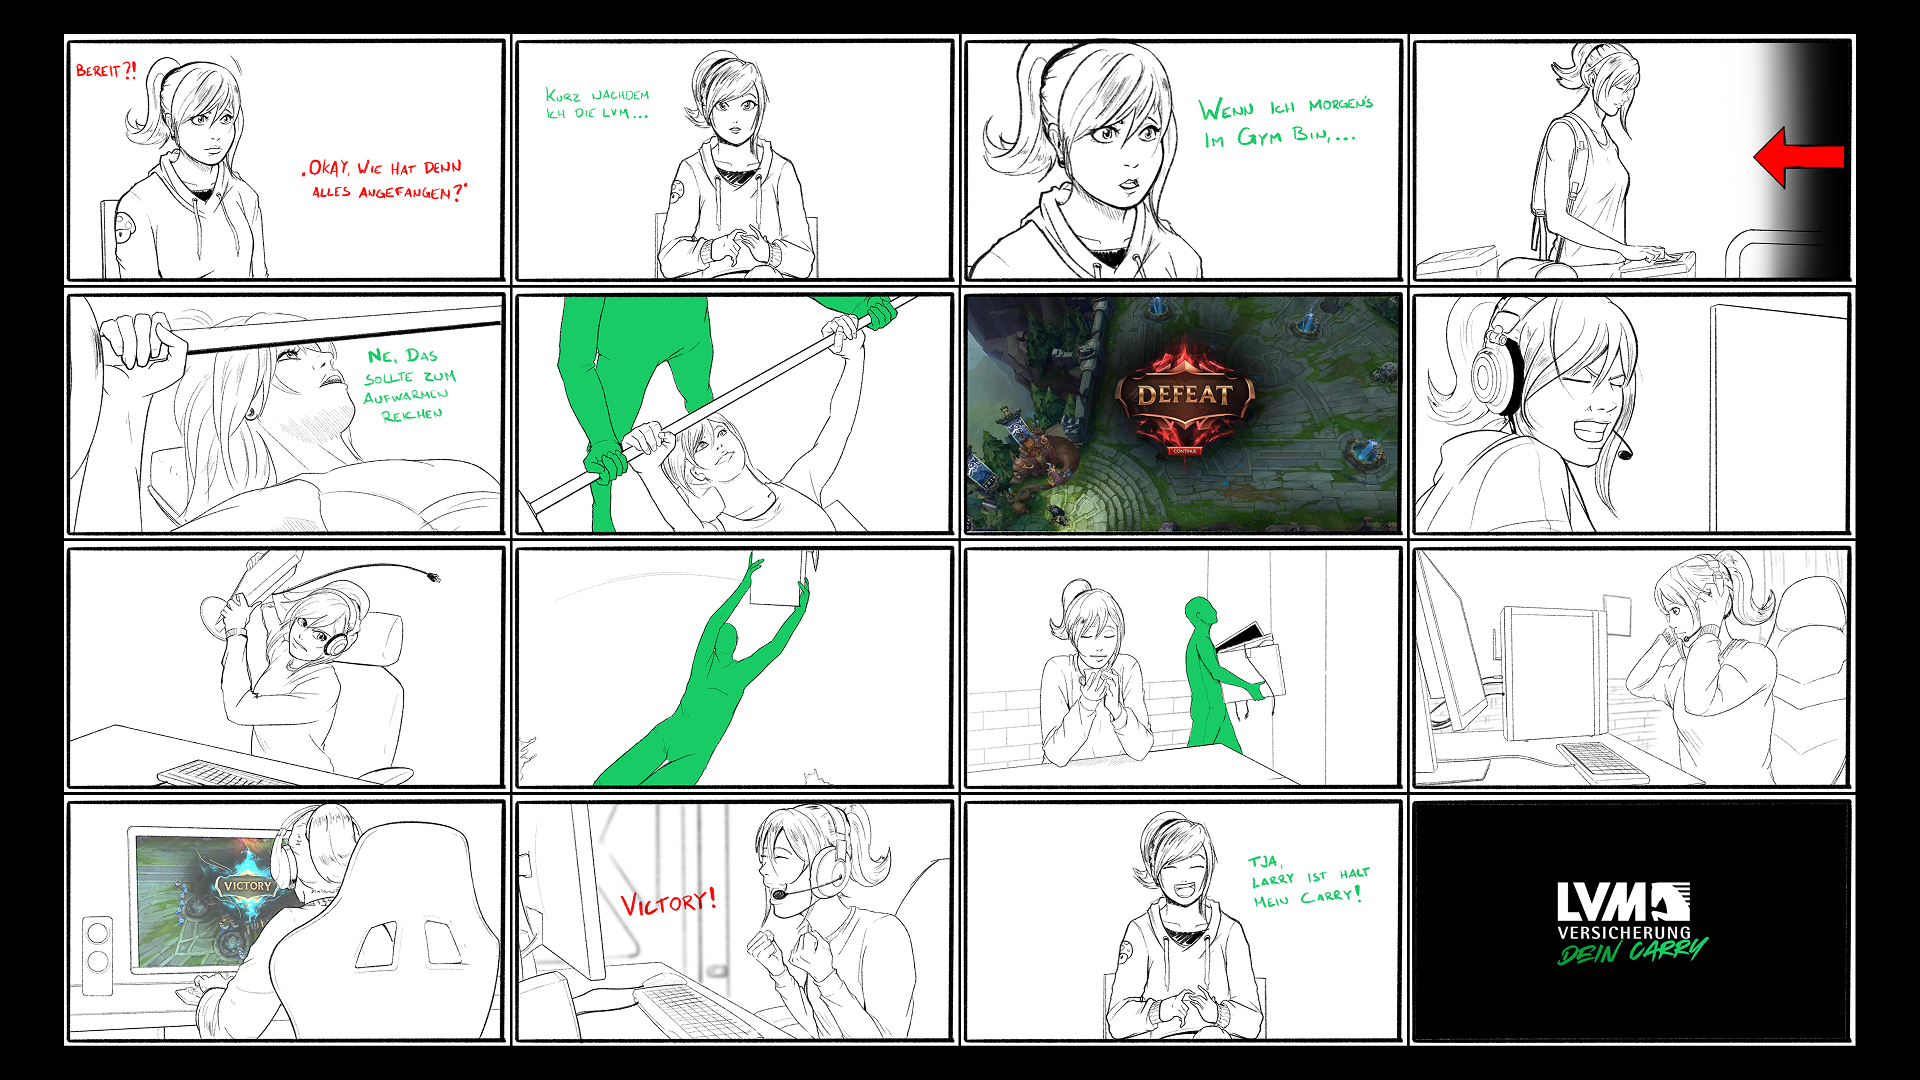 BEREIT?!
„OKAY, WIE HAT DENN
ALLES ANGEFANGEN?"
KURZ NACHDEM
ICH DIE LVM...
WENN ICH MORGENS
IM GYM BIN,...
NE, DAS
SOLLTE ZUM
AUFWÄRMEN
REICHEN
DEFEAT
CONTINUE
VICTORY
VICTORY!
TJA,
LARRY IST HALT
MEIN CARRY!
LVM
VERSICHERUNG
DEIN CARRY